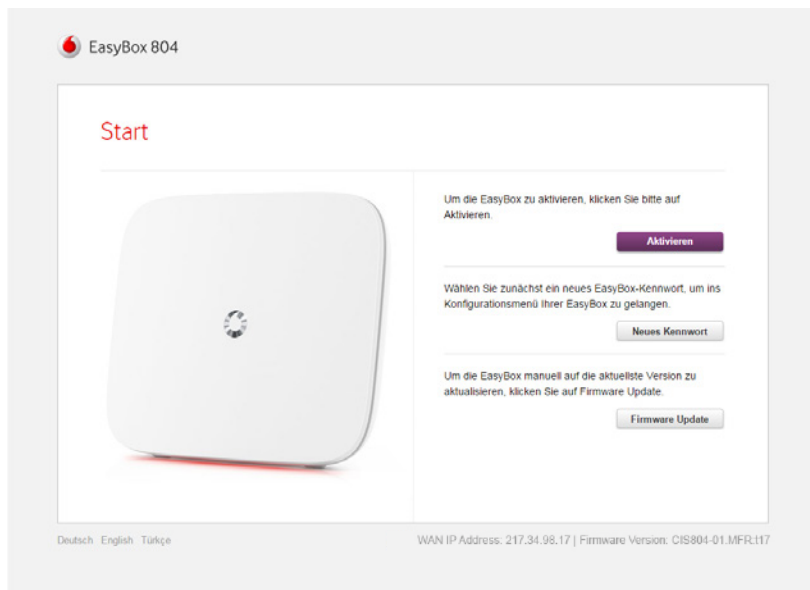 EasyBox 804
Start
Um die EasyBox zu aktivieren, klicken Sie bitte auf
Aktivieren.
Aktivieren
Wählen Sie zunächst ein neues EasyBox-Kennwort, um ins
Konfigurationsmenü Ihrer EasyBox zu gelangen.
Neues Kennwort
Um die EasyBox manuell auf die aktuellste Version zu
aktualisieren, klicken Sie auf Firmware Update.
Firmware Update
Deutsch English Türkçe
WAN IP Address: 217.34.98.17 | Firmware Version: CIS804-01.MFR:t17